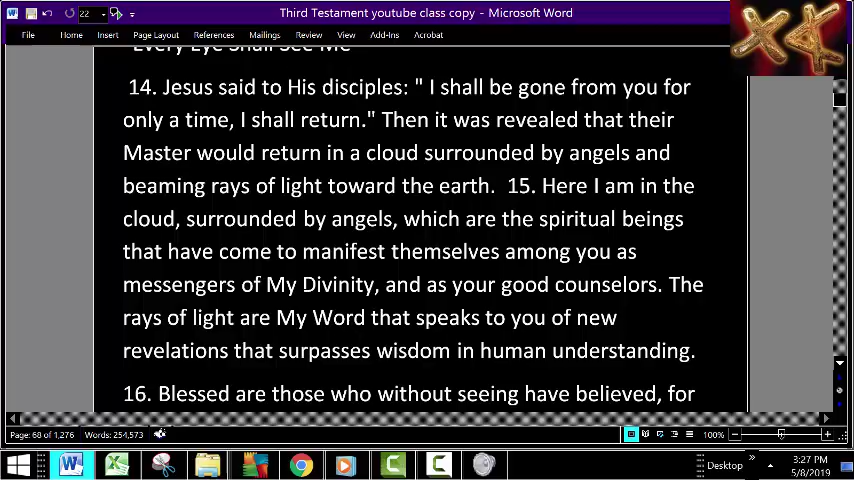 Third Testament youtube class copy - Microsoft Word
22
File Home Insert Page Layout References Mailings Review View Add-Ins Acrobat
"Every Eye Shall See Me"
14. Jesus said to His disciples: " I shall be gone from you for
only a time, I shall return." Then it was revealed that their
Master would return in a cloud surrounded by angels and
beaming rays of light toward the earth. 15. Here I am in the
cloud, surrounded by angels, which are the spiritual beings
that have come to manifest themselves among you as
messengers of My Divinity, and as your good counselors. The
rays of light are My Word that speaks to you of new
revelations that surpasses wisdom in human understanding.
16. Blessed are those who without seeing have believed, for
Page: 68 of 1,276 Words: 254,573 100%
Desktop 3:27 PM
5/8/2019